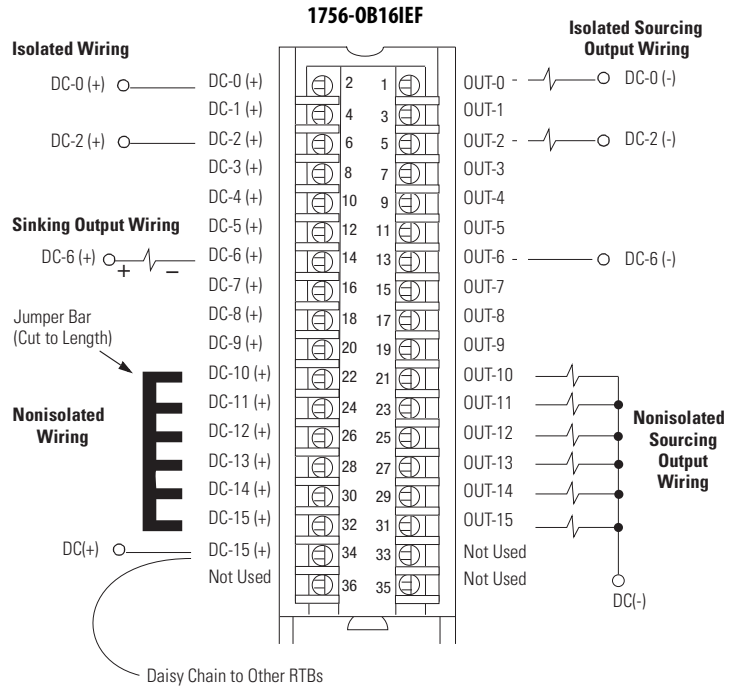 1756-OB16IEF
Isolated Wiring
Isolated Sourcing
Output Wiring
DC-0 (+) DC-0 (+) 2 1 OUT-0 DC-0 (-)
DC-1 (+) 4 3 OUT-1
DC-2 (+) DC-2 (+) 6 5 OUT-2 DC-2 (-)
DC-3 (+) 8 7 OUT-3
DC-4 (+) 10 9 OUT-4
Sinking Output Wiring
DC-5 (+) 12 11 OUT-5
DC-6 (+) + – DC-6 (+) 14 13 OUT-6 DC-6 (-)
DC-7 (+) 16 15 OUT-7
Jumper Bar
(Cut to Length)
DC-8 (+) 18 17 OUT-8
DC-9 (+) 20 19 OUT-9
DC-10 (+) 22 21 OUT-10
DC-11 (+) 24 23 OUT-11
Nonisolated
Wiring
DC-12 (+) 26 25 OUT-12
Nonisolated
Sourcing
Output
Wiring
DC-13 (+) 28 27 OUT-13
DC-14 (+) 30 29 OUT-14
DC-15 (+) 32 31 OUT-15
DC(+) DC-15 (+) 34 33 Not Used
Not Used 36 35 Not Used
DC(-)
Daisy Chain to Other RTBs